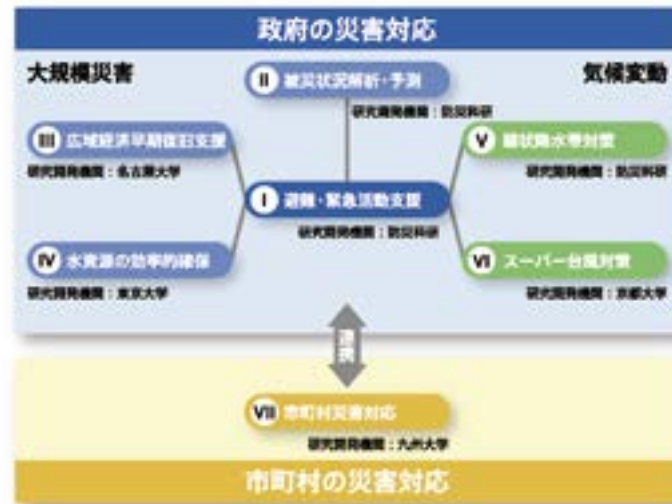 政府の災害対応
大規模災害
気候変動
II 被災状況解析・予測
研究開発機関:防災科研
III 広域経済早期復旧支援
研究開発機関:名古屋大学
V 線状降水帯対策
研究開発機関:防災科研
I 避難・緊急活動支援
研究開発機関:防災科研
IV 水資源の効率的確保
研究開発機関:東京大学
VI スーパー台風対策
研究開発機関:京都大学
連携
VII 市町村災害対応
研究開発機関:九州大学
市町村の災害対応